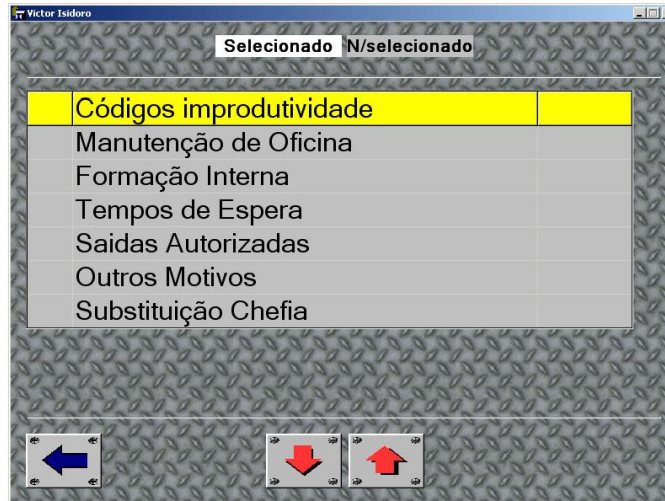 Victor Isidoro
Selecionado N/selecionado
Códigos improdutividade
Manutenção de Oficina
Formação Interna
Tempos de Espera
Saidas Autorizadas
Outros Motivos
Substituição Chefia